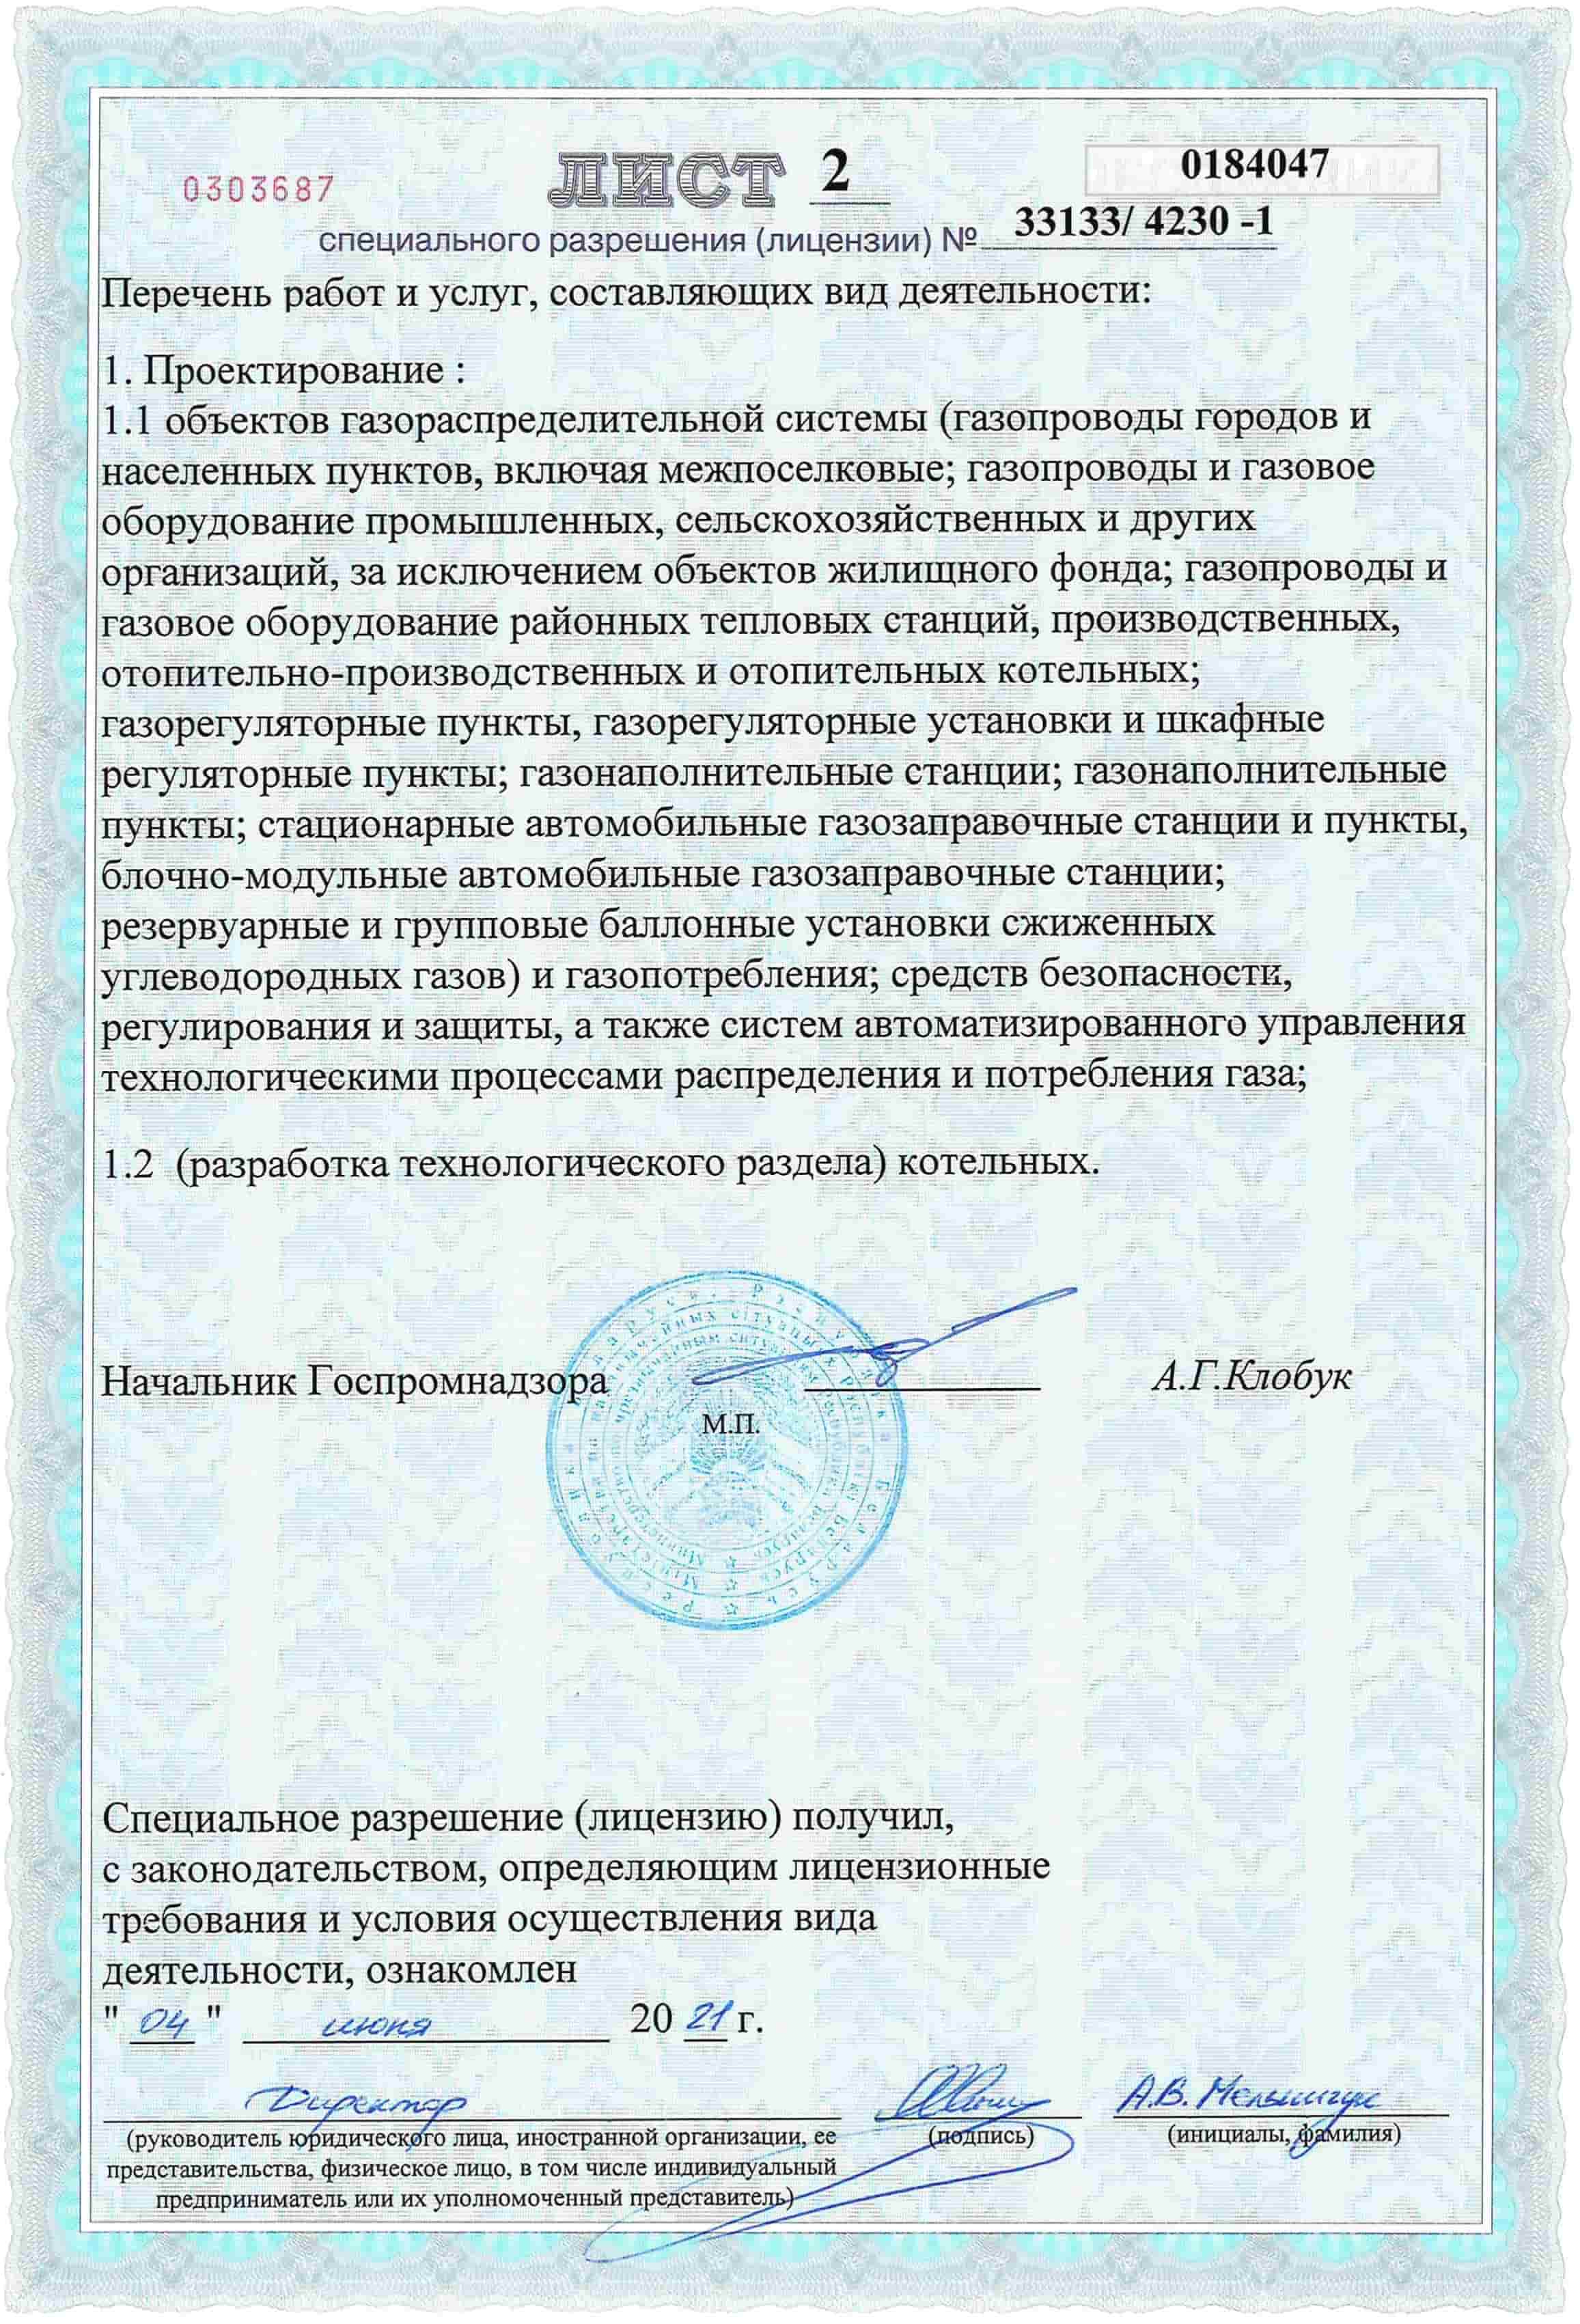 0303687
ЛИСТ 2
0184047
специального разрешения (лицензии) № 33133/ 4230 -1
Перечень работ и услуг, составляющих вид деятельности:
1. Проектирование :
1.1 объектов газораспределительной системы (газопроводы городов и
населенных пунктов, включая межпоселковые; газопроводы и газовое
оборудование промышленных, сельскохозяйственных и других
организаций, за исключением объектов жилищного фонда; газопроводы и
газовое оборудование районных тепловых станций, производственных,
отопительно-производственных и отопительных котельных;
газорегуляторные пункты, газорегуляторные установки и шкафные
регуляторные пункты; газонаполнительные станции; газонаполнительные
пункты; стационарные автомобильные газозаправочные станции и пункты,
блочно-модульные автомобильные газозаправочные станции;
резервуарные и групповые баллонные установки сжиженных
углеводородных газов) и газопотребления; средств безопасности,
регулирования и защиты, а также систем автоматизированного управления
технологическими процессами распределения и потребления газа;
1.2 (разработка технологического раздела) котельных.
Начальник Госпромнадзора
А.Г.Клобук
М.П.
Специальное разрешение (лицензию) получил,
с законодательством, определяющим лицензионные
требования и условия осуществления вида
деятельности, ознакомлен
" 04 " июня 20 21 г.
Директор А.В.
(руководитель юридического лица, иностранной организации, ее
представительства, физическое лицо, в том числе индивидуальный
предприниматель или их уполномоченный представитель)
(подпись)
(инициалы, фамилия)